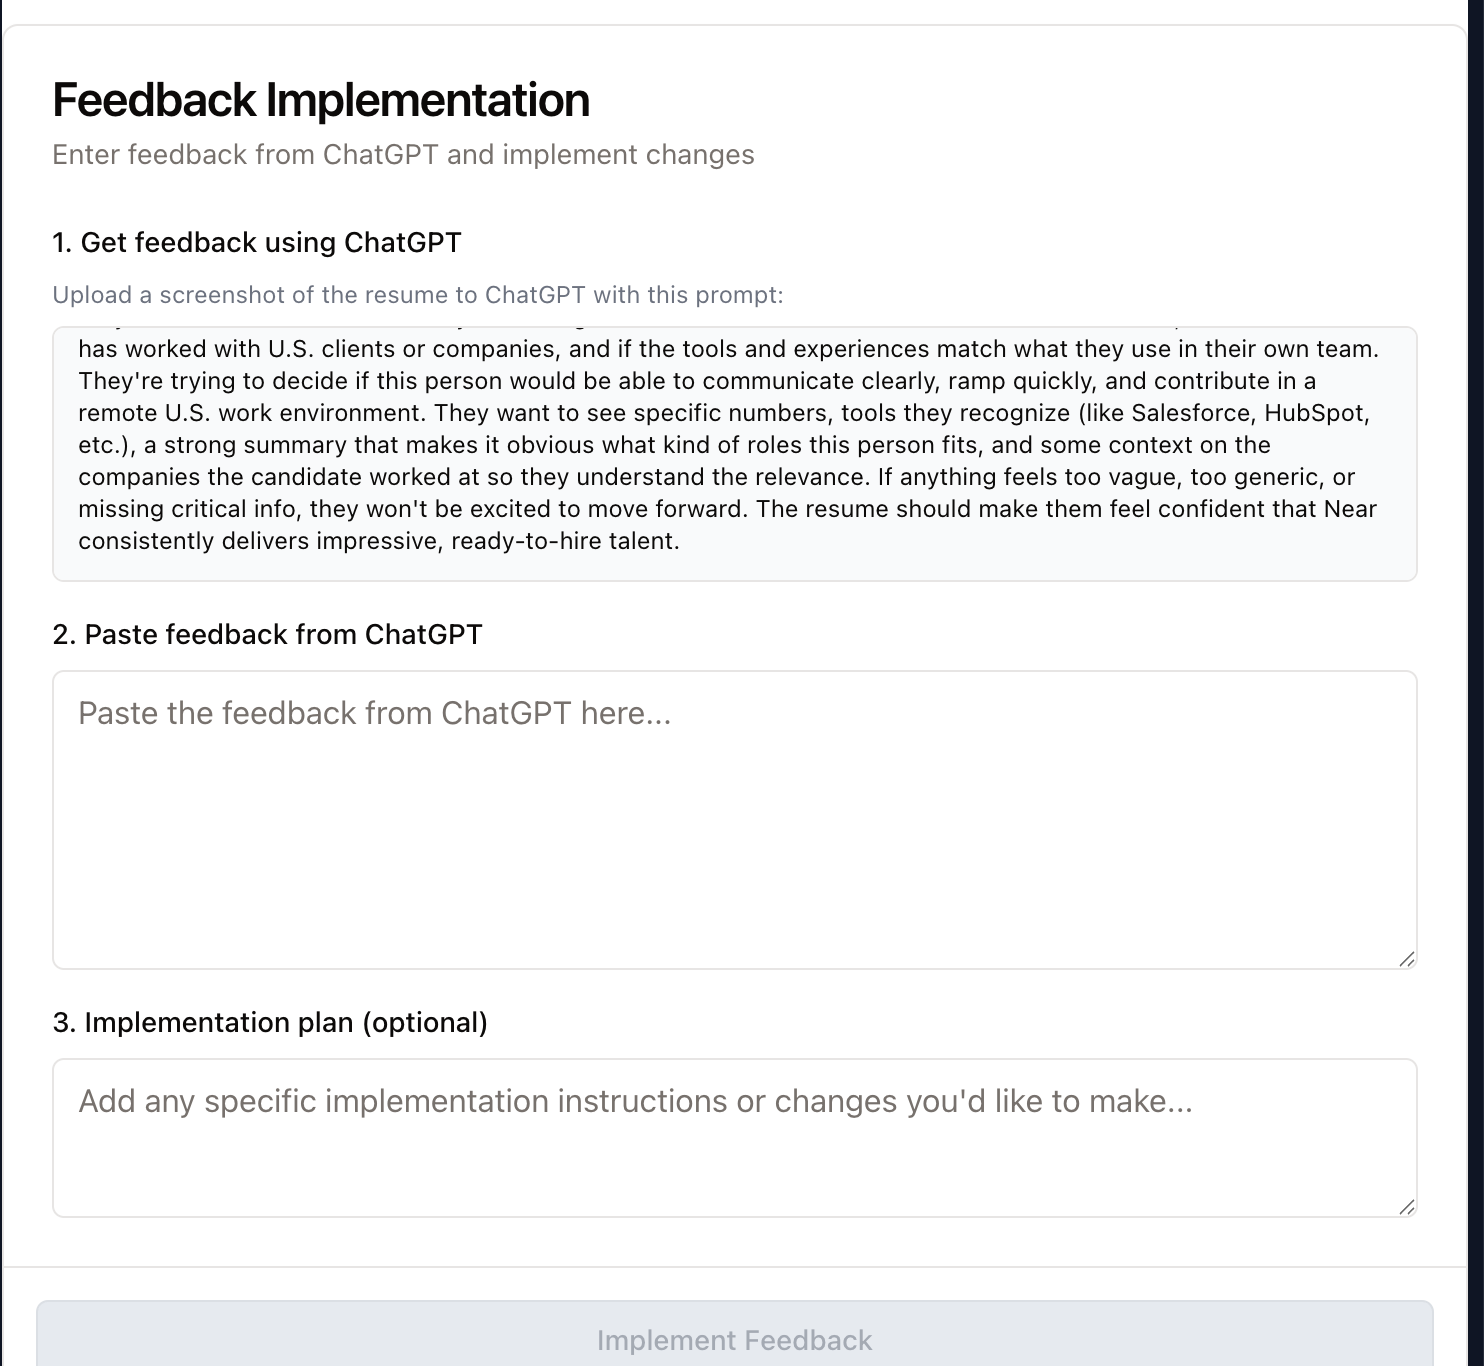 Feedback Implementation
Enter feedback from ChatGPT and implement changes
1. Get feedback using ChatGPT
Upload a screenshot of the resume to ChatGPT with this prompt:
has worked with U.S. clients or companies, and if the tools and experiences match what they use in their own team.
They're trying to decide if this person would be able to communicate clearly, ramp quickly, and contribute in a
remote U.S. work environment. They want to see specific numbers, tools they recognize (like Salesforce, HubSpot,
etc.), a strong summary that makes it obvious what kind of roles this person fits, and some context on the
companies the candidate worked at so they understand the relevance. If anything feels too vague, too generic, or
missing critical info, they won't be excited to move forward. The resume should make them feel confident that Near
consistently delivers impressive, ready-to-hire talent.
2. Paste feedback from ChatGPT
Paste the feedback from ChatGPT here...
3. Implementation plan (optional)
Add any specific implementation instructions or changes you'd like to make...
Implement Feedback